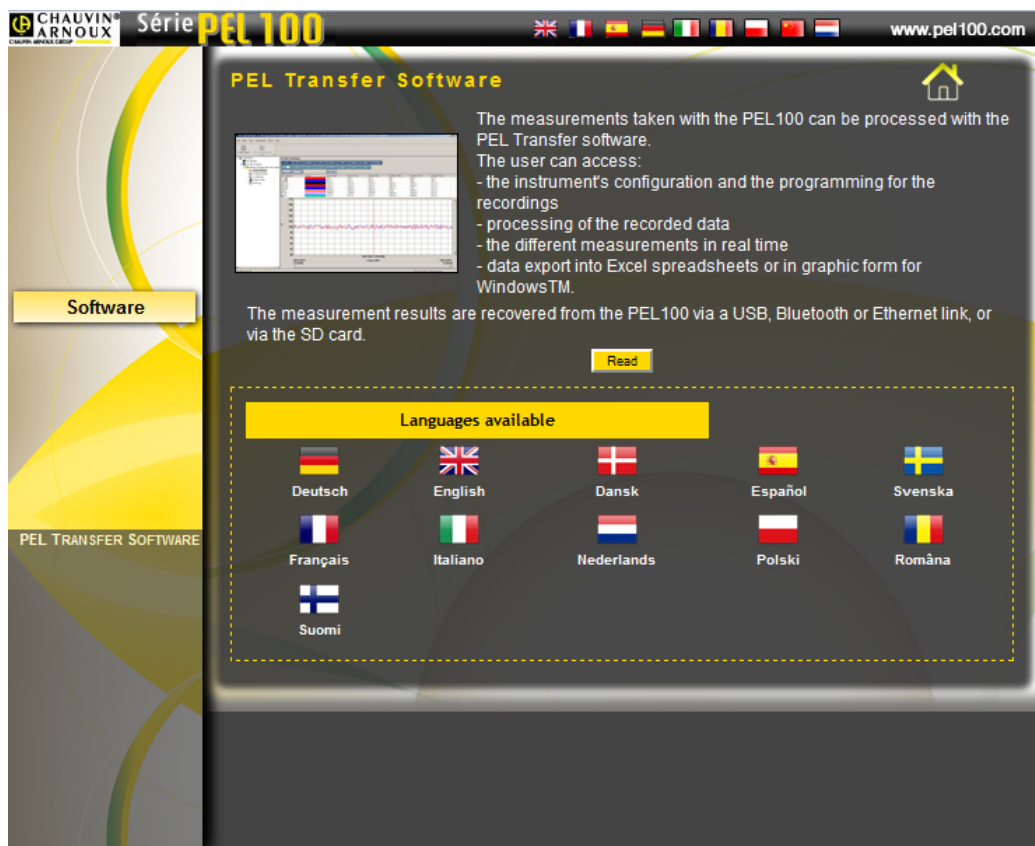 CHAUVIN®
ARNOUX
CHAUVIN ARNOUX GROUP
Série PEL 100
www.pel100.com
PEL Transfer Software
The measurements taken with the PEL100 can be processed with the
PEL Transfer software.
The user can access:
- the instrument's configuration and the programming for the
recordings
- processing of the recorded data
- the different measurements in real time
- data export into Excel spreadsheets or in graphic form for
WindowsTM.
Software
The measurement results are recovered from the PEL100 via a USB, Bluetooth or Ethernet link, or
via the SD card.
Read
Languages available
Deutsch English Dansk Español Svenska
PEL TRANSFER SOFTWARE
Français Italiano Nederlands Polski Româna
Suomi